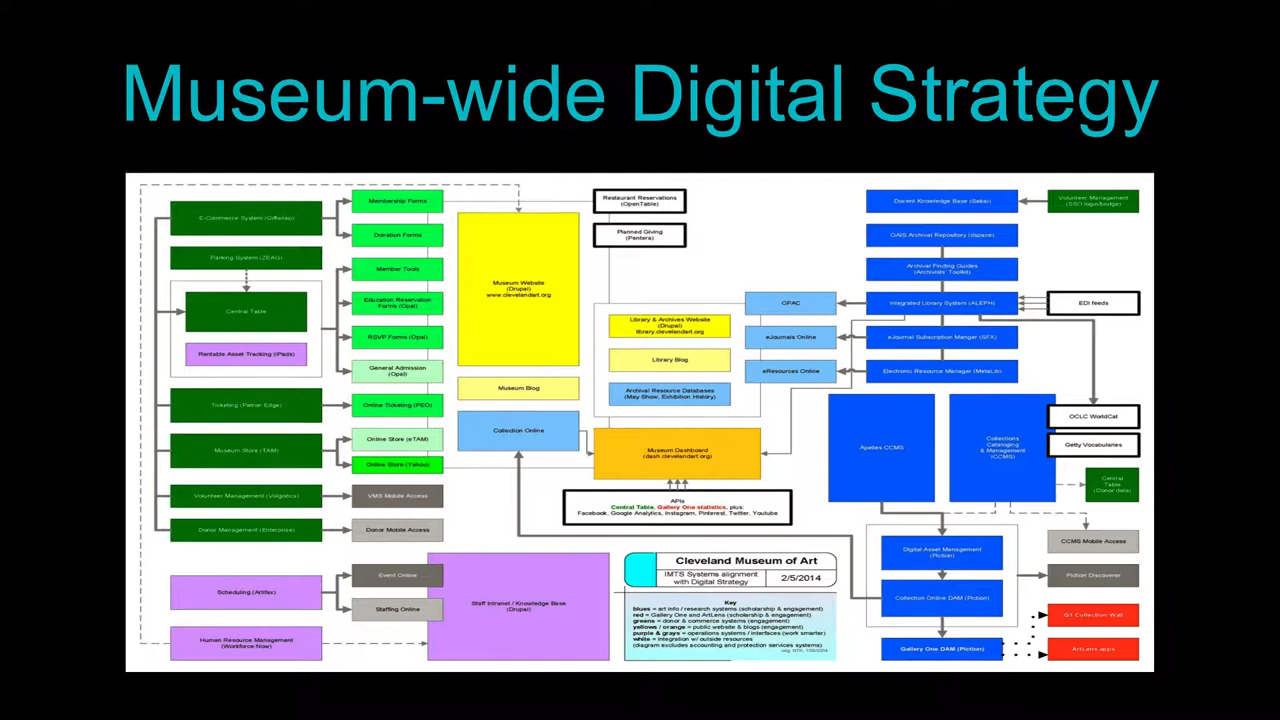 Museum-wide Digital Strategy
E-Commerce System (Giftwrap)
Parking System (ZEAG)
Central Table
Rentable Asset Tracking (iPads)
Ticketing (Patron Edge)
Museum Store (TAM)
Volunteer Management (Volgistics)
Donor Management (Enterprise)
Scheduling (Artifax)
Human Resource Management
(Workforce Now)
Membership Forms
Donation Forms
Member Tools
Education Reservation
Forms (Opal)
RSVP Forms (Opal)
General Admission
(Opal)
Online Ticketing (PEO)
Online Store (eTAM)
Online Store (Yahoo)
VMS Mobile Access
Donor Mobile Access
Event Online
Staffing Online
Museum Website
(Drupal)
www.clevelandart.org
Museum Blog
Collection Online
Staff Intranet / Knowledge Base
(Drupal)
Restaurant Reservations
(OpenTable)
Planned Giving
(Pentera)
Library & Archives Website
(Drupal)
library.clevelandart.org
Library Blog
Archival Resource Databases
(May Show, Exhibition History)
Museum Dashboard
(dash.clevelandart.org)
APIs
Central Table, Gallery One statistics, plus:
Facebook, Google Analytics, Instagram, Pinterest, Twitter, Youtube
OPAC
eJournals Online
eResources Online
Docent Knowledge Base (Sakai)
OAIS Archival Repository (dspace)
Archival Finding Guides
(Archivists' Toolkit)
Integrated Library System (ALEPH)
eJournal Subscription Manger (SFX)
Electronic Resource Manager (MetaLib)
Volunteer Management
(SSO login/bridge)
EDI feeds
Apelles CCMS
Collections
Cataloging
& Management
(CCMS)
OCLC WorldCat
Getty Vocabularies
Central
Table
(Donor data)
CCMS Mobile Access
Digital Asset Management
(Piction)
Collection Online DAM (Piction)
Gallery One DAM (Piction)
Piction Discoverer
G1 Collection Wall
ArtLens apps
Cleveland Museum of Art
IMTS Systems alignment
with Digital Strategy
2/5/2014
Key
blues = art info / research systems (scholarship & engagement)
red = Gallery One and ArtLens (scholarship & engagement)
greens = donor & commerce systems (engagement)
yellows / orange = public website & blogs (engagement)
purple & grays = operations systems / interfaces (work smarter)
white = integration w/ outside resources
(diagram excludes accounting and protection services systems)